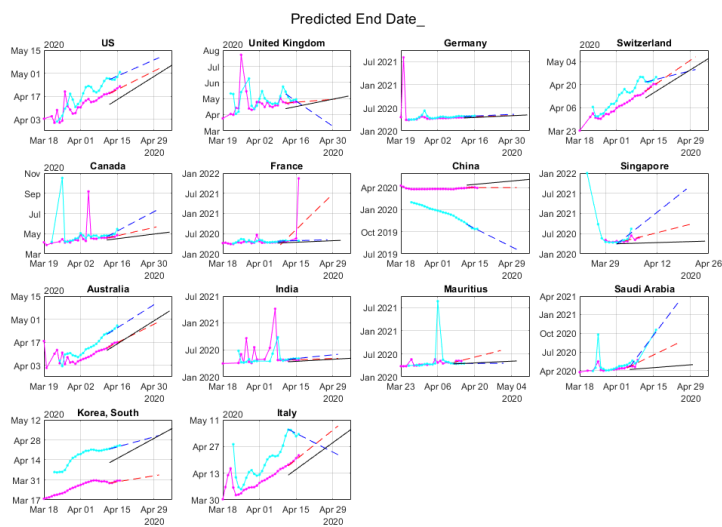 Predicted End Date_
2020 US
May 15
May 01
Apr 17
Apr 03
Mar 18 Apr 01 Apr 15 Apr 29
2020
United Kingdom
Aug
Jul
Jun
May
Apr
Mar
Mar 18 Apr 01 Apr 15 Apr 29
2020
Germany
Jul 2021
Jan 2021
Jul 2020
Jan 2020
Mar 18 Apr 01 Apr 15 Apr 29
2020
2020 Switzerland
May 04
Apr 20
Apr 06
Mar 23
Mar 18 Apr 01 Apr 15 Apr 29
2020
2020 Canada
Nov
Sep
Jul
May
Mar
Mar 19 Apr 02 Apr 16 Apr 30
2020
France
Jan 2022
Jul 2021
Jan 2021
Jul 2020
Jan 2020
Mar 18 Apr 01 Apr 15 Apr 29
2020
China
Apr 2020
Jan 2020
Oct 2019
Jul 2019
Mar 18 Apr 01 Apr 15 Apr 29
2020
Singapore
Jan 2022
Jul 2021
Jan 2021
Jul 2020
Jan 2020
Mar 29 Apr 12 Apr 26
2020
2020 Australia
May 15
May 01
Apr 17
Apr 03
Mar 19 Apr 02 Apr 16 Apr 30
2020
India
Jul 2021
Jan 2021
Jul 2020
Jan 2020
Mar 18 Apr 01 Apr 15 Apr 29
2020
Mauritius
Jul 2021
Jan 2021
Jul 2020
Jan 2020
Mar 23 Apr 06 Apr 20 May 04
2020
Saudi Arabia
Apr 2021
Jan 2021
Oct 2020
Jul 2020
Apr 2020
Mar 18 Apr 01 Apr 15 Apr 29
2020
2020 Korea, South
May 12
Apr 28
Apr 14
Mar 31
Mar 17
Mar 18 Apr 01 Apr 15 Apr 29
2020
2020 Italy
May 11
Apr 27
Apr 13
Mar 30
Mar 18 Apr 01 Apr 15 Apr 29
2020